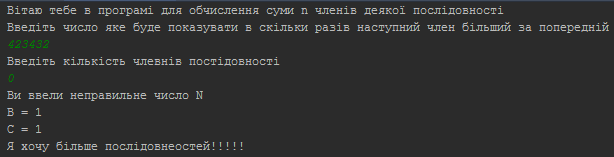 Вітаю тебе в програмі для обчислення суми n членів деякої послідовності
Введіть число яке буде показувати в скільки разів наступний член більший за попередній
423432
Введіть кількість члевнів постідовності
0
Ви ввели неправильне число N
B = 1
C = 1
Я хочу більше послідовнеостей!!!!!